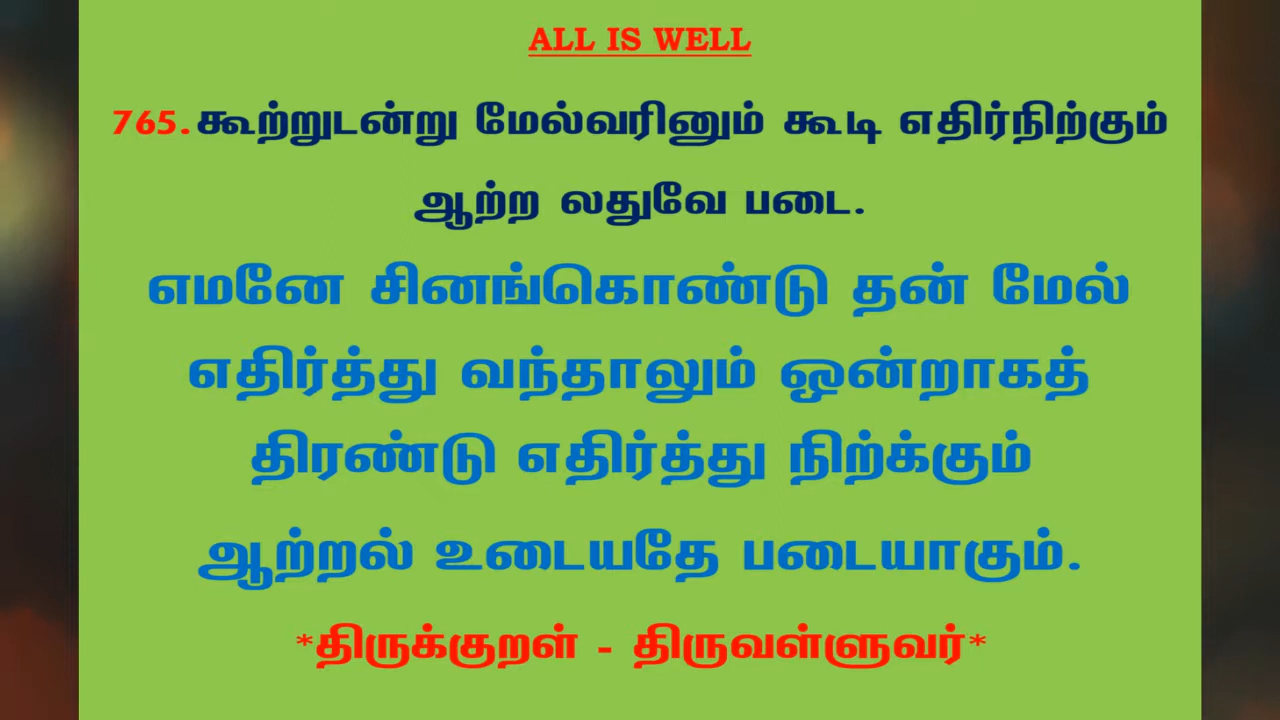 ALL IS WELL
765.கூற்றுடன்று மேல்வரினும் கூடி எதிர்நிற்கும்
ஆற்ற லதுவே படை.
எமனே சினங்கொண்டு தன் மேல்
எதிர்த்து வந்தாலும் ஒன்றாகத்
திரண்டு எதிர்த்து நிற்க்கும்
ஆற்றல் உடையதே படையாகும்.
*திருக்குறள் - திருவள்ளுவர்*